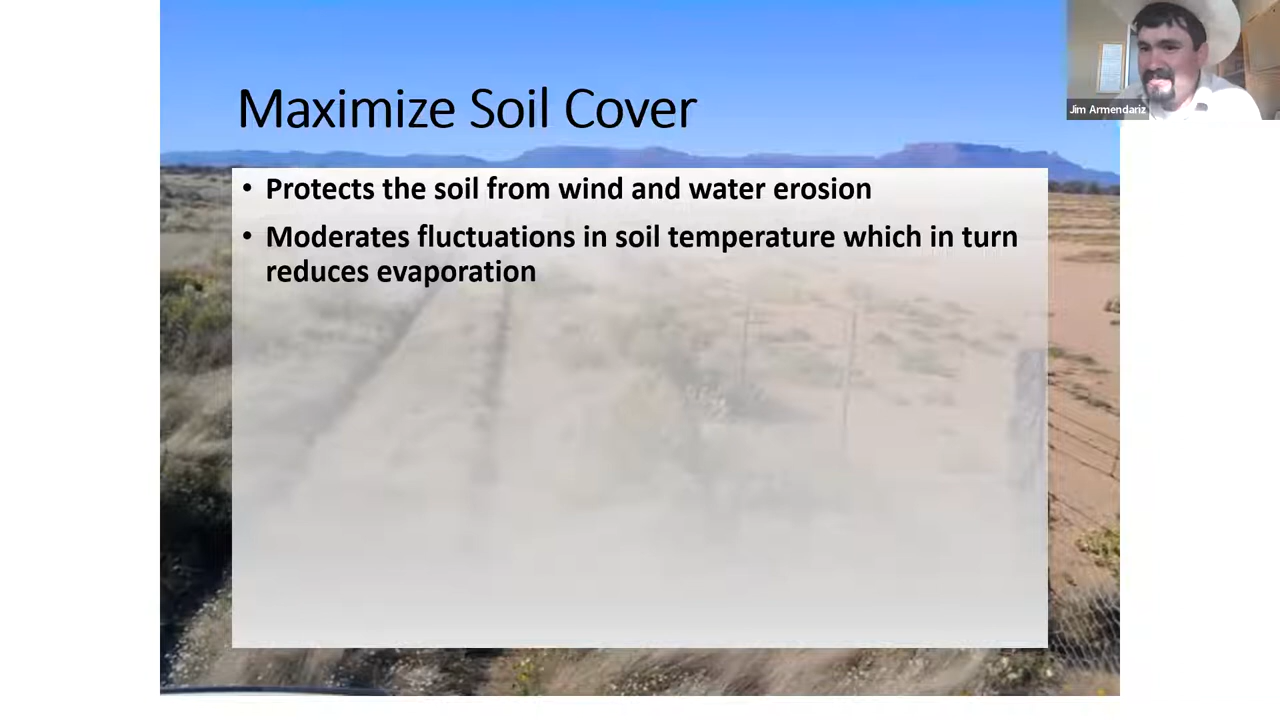 Maximize Soil Cover
Jim Armendariz
• Protects the soil from wind and water erosion
• Moderates fluctuations in soil temperature which in turn
reduces evaporation